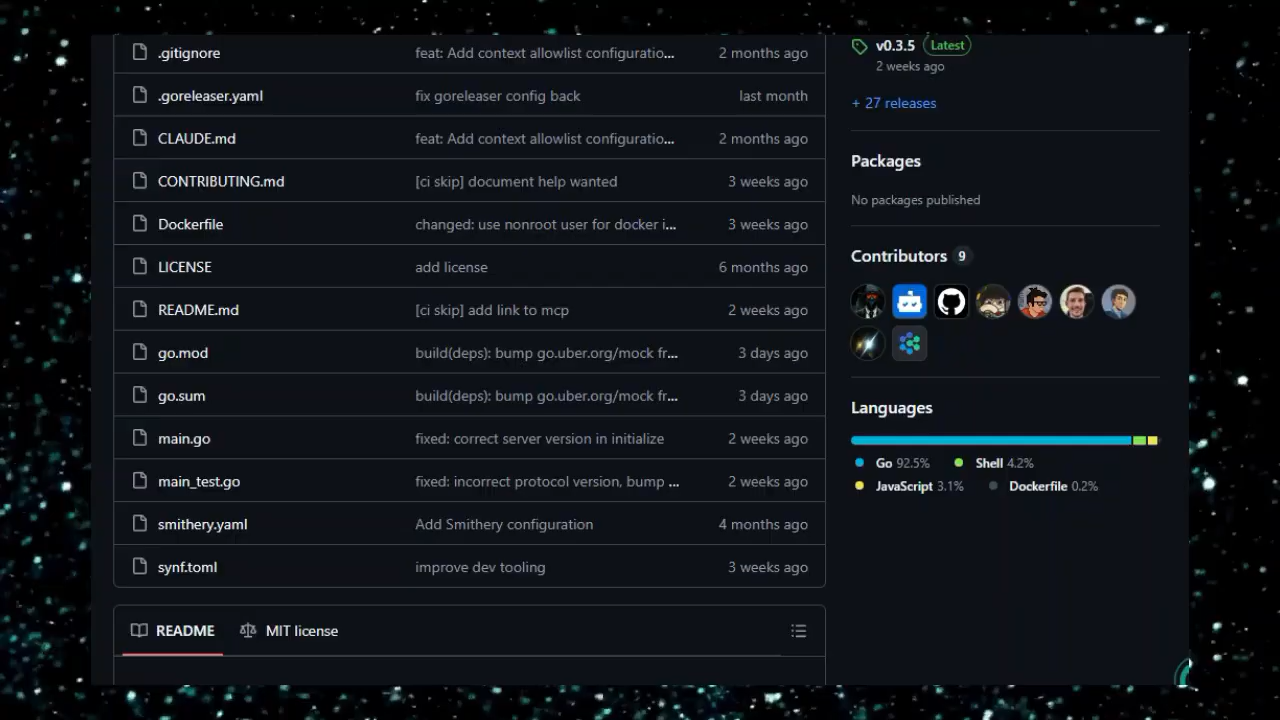 .gitignore feat: Add context allowlist configuratio... 2 months ago
.goreleaser.yaml fix goreleaser config back last month
CLAUDE.md feat: Add context allowlist configuratio... 2 months ago
CONTRIBUTING.md [ci skip] document help wanted 3 weeks ago
Dockerfile changed: use nonroot user for docker i... 3 weeks ago
LICENSE add license 6 months ago
README.md [ci skip] add link to mcp 2 weeks ago
go.mod build(deps): bump go.uber.org/mock fr... 3 days ago
go.sum build(deps): bump go.uber.org/mock fr... 3 days ago
main.go fixed: correct server version in initialize 2 weeks ago
main_test.go fixed: incorrect protocol version, bump ... 2 weeks ago
smithery.yaml Add Smithery configuration 4 months ago
synf.toml improve dev tooling 3 weeks ago
README MIT license
v0.3.5 Latest
2 weeks ago
+ 27 releases
Packages
No packages published
Contributors 9
Languages
Go 92.5% Shell 4.2%
JavaScript 3.1% Dockerfile 0.2%